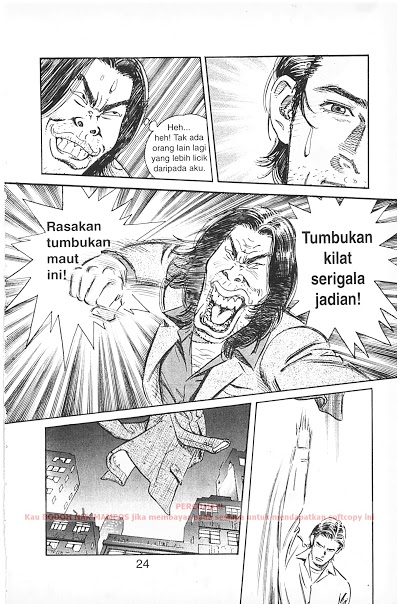 Heh...
heh! Tak ada
orang lain lagi
yang lebih licik
daripada aku.
Rasakan
tumbukan
maut
ini!
Tumbukan
kilat
serigala
jadian!
24